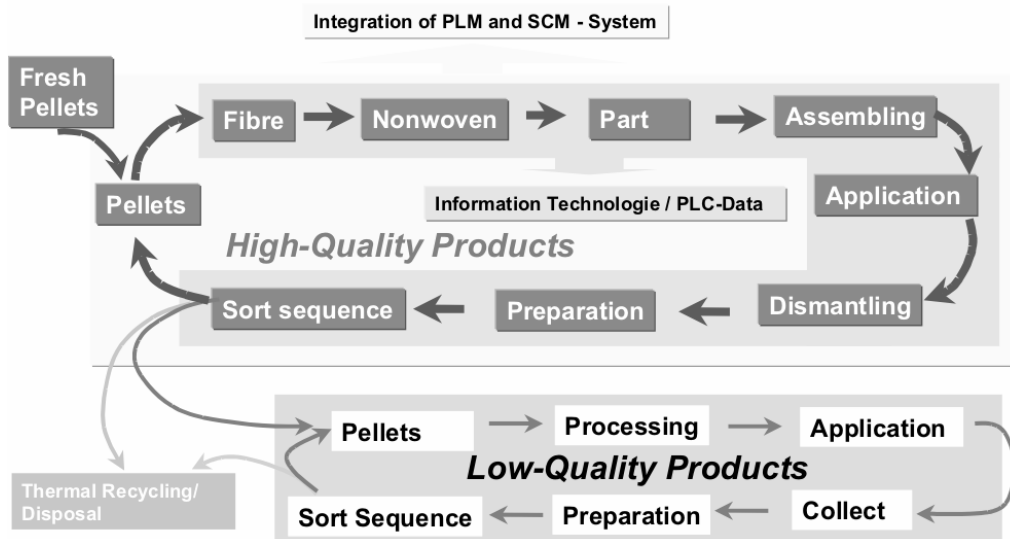 Integration of PLM and SCM - System
Fresh
Pellets
Fibre
Nonwoven
Part
Assembling
Pellets
Application
Information Technologie / PLC-Data
High-Quality Products
Sort sequence
Preparation
Dismantling
Pellets
Processing
Application
Low-Quality Products
Thermal Recycling/
Disposal
Sort Sequence
Preparation
Collect